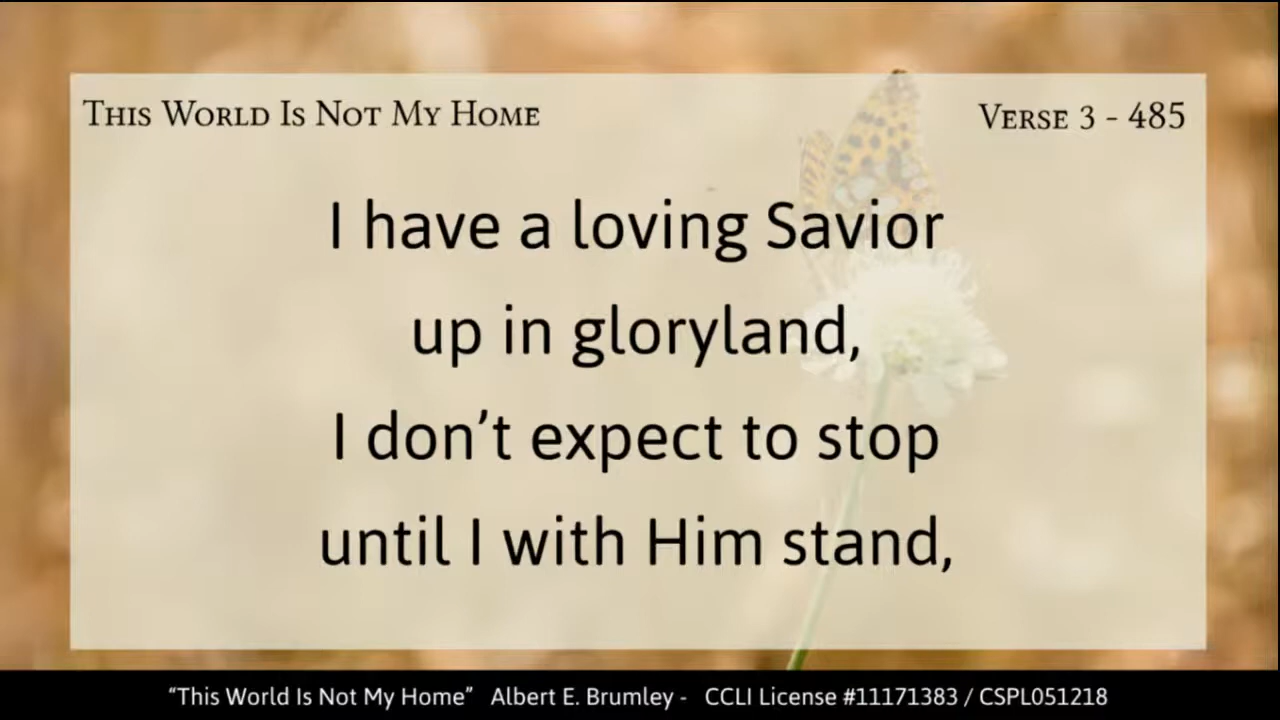 This World Is Not My Home
Verse 3 - 485
I have a loving Savior
up in gloryland,
I don’t expect to stop
until I with Him stand,
“This World Is Not My Home” Albert E. Brumley - CCLI License #11171383 / CSPL051218